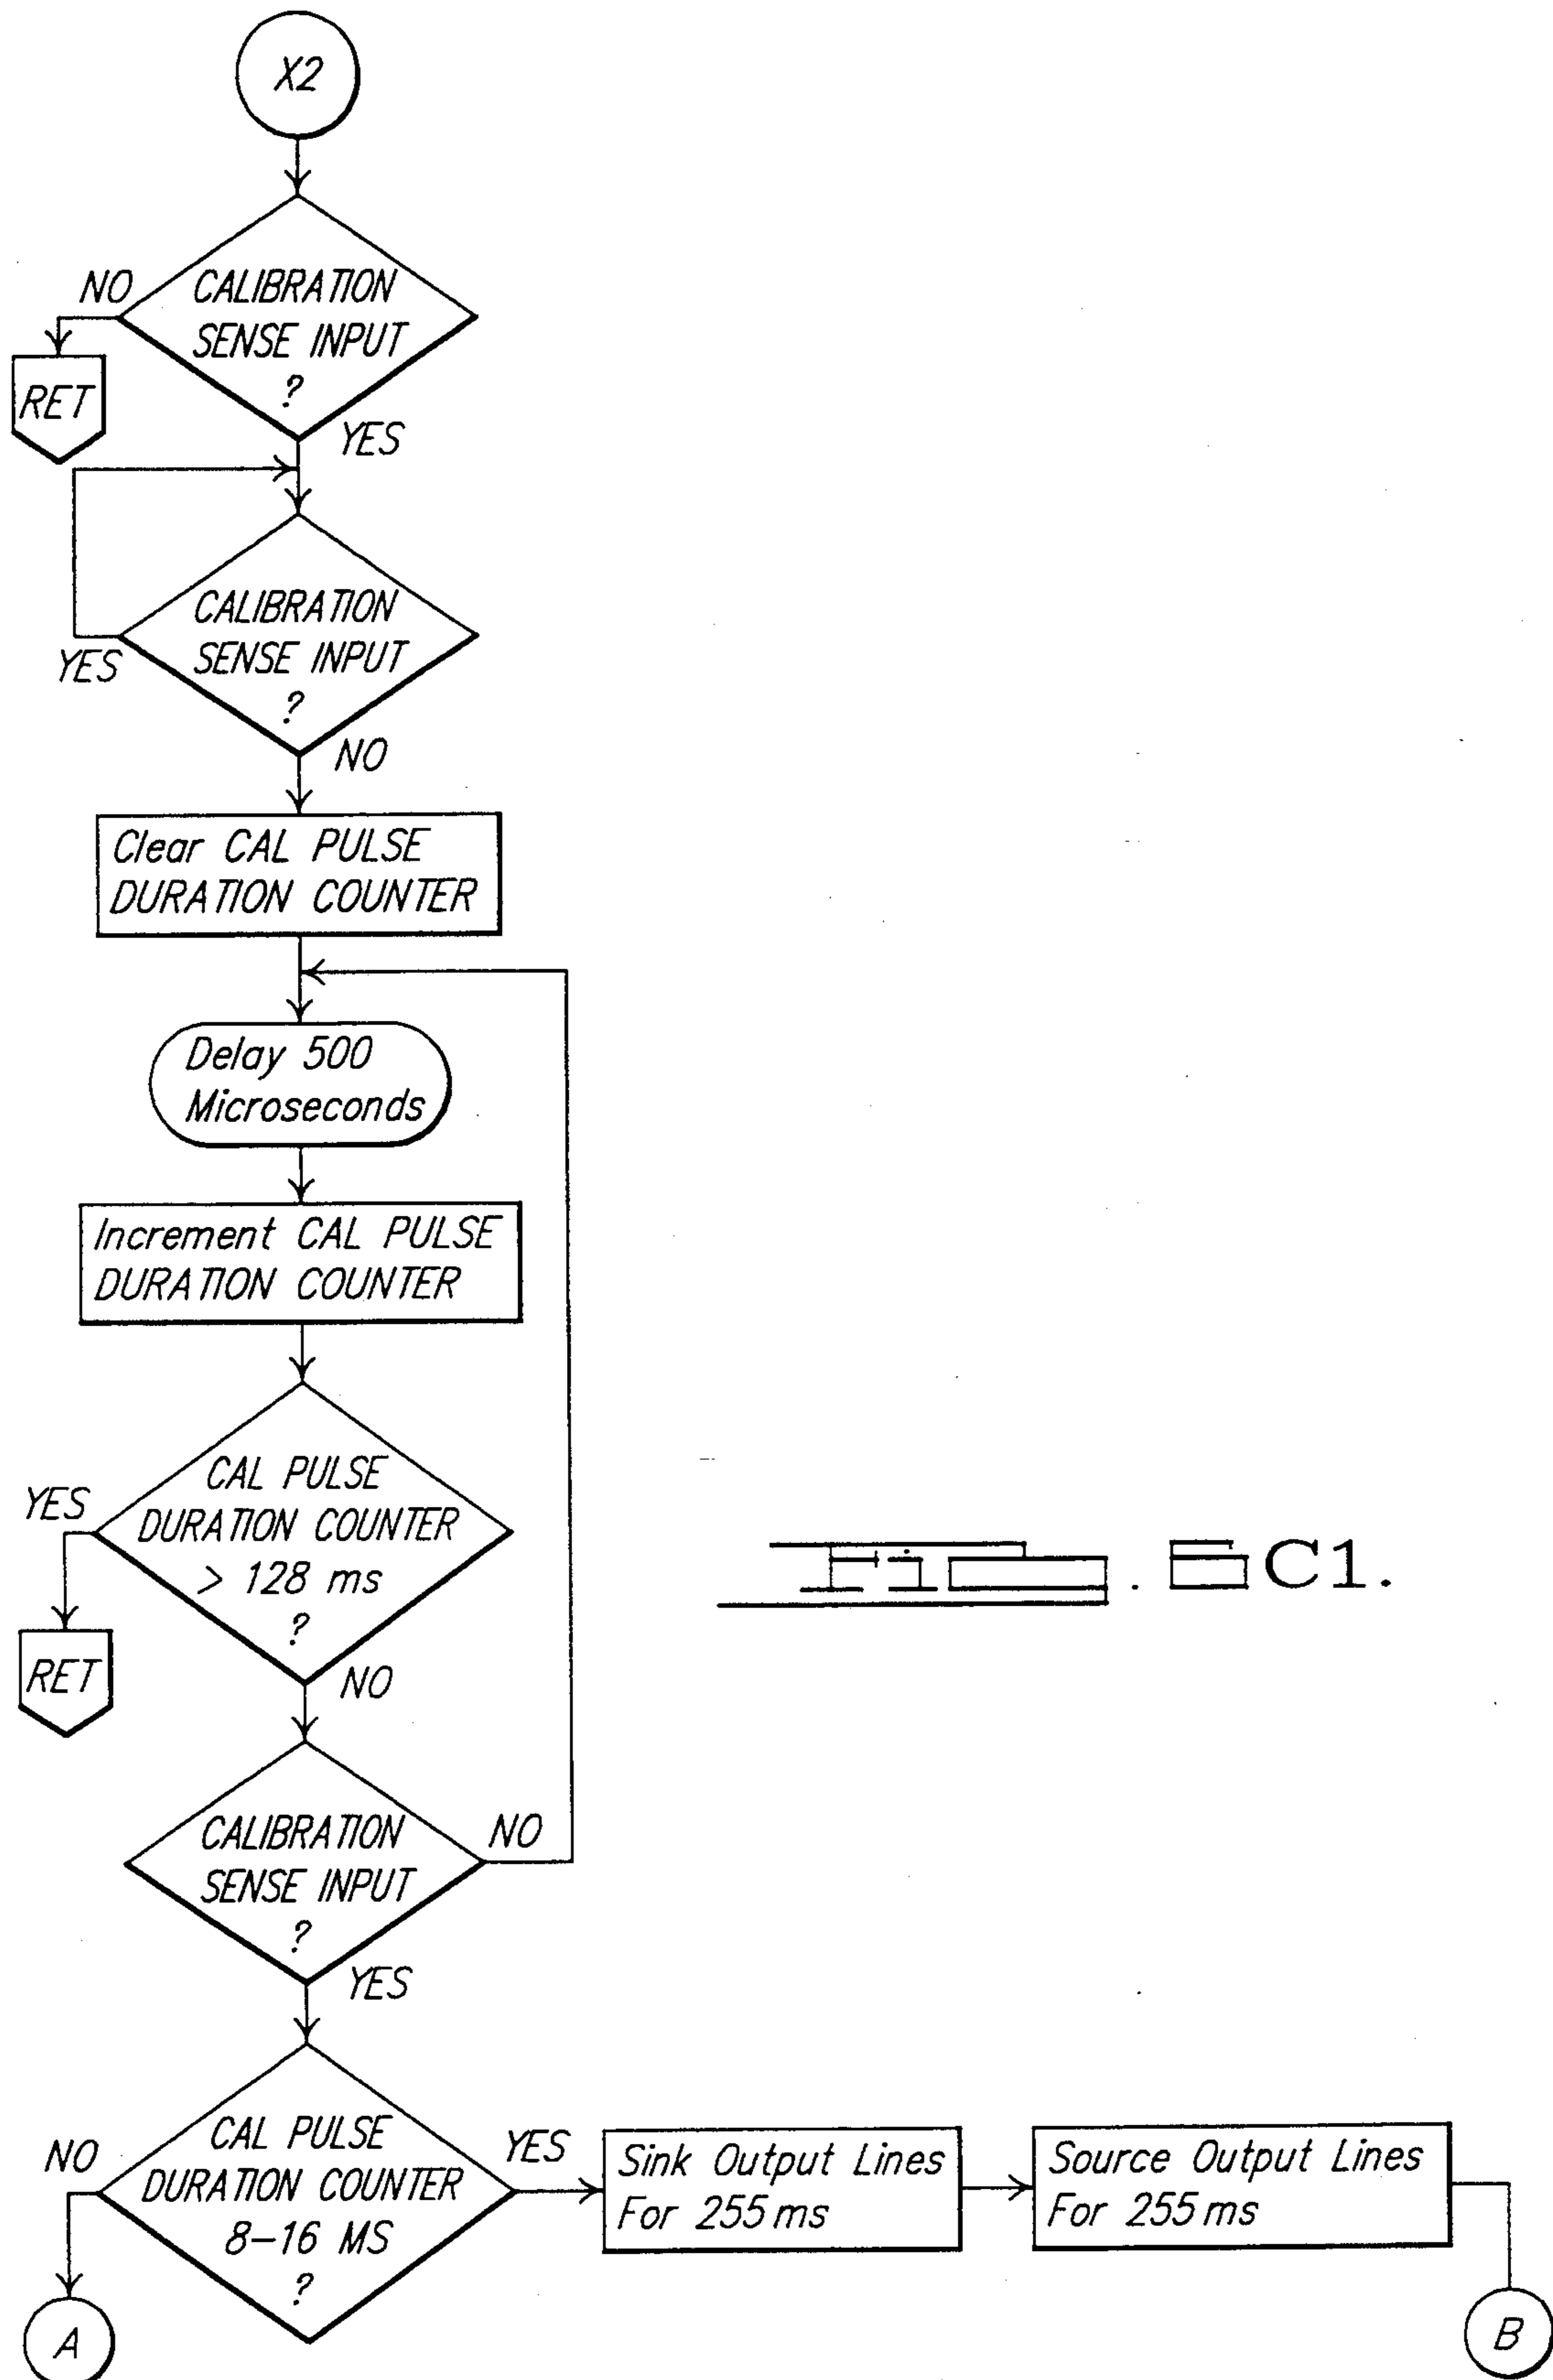 X2
CALIBRATION
SENSE INPUT
?
NO
RET
YES
CALIBRATION
SENSE INPUT
?
YES
NO
Clear CAL PULSE
DURATION COUNTER
Delay 500
Microseconds
Increment CAL PULSE
DURATION COUNTER
CAL PULSE
DURATION COUNTER
> 128 ms
?
YES
RET
NO
CALIBRATION
SENSE INPUT
?
NO
YES
CAL PULSE
DURATION COUNTER
8-16 MS
?
NO
YES
Sink Output Lines
For 255 ms
Source Output Lines
For 255 ms
A
B
C1.